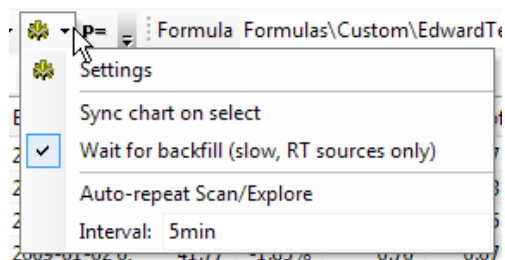 P= Formula Formulas\Custom\EdwardTe
Settings
Sync chart on select
Wait for backfill (slow, RT sources only)
Auto-repeat Scan/Explore
Interval: 5min